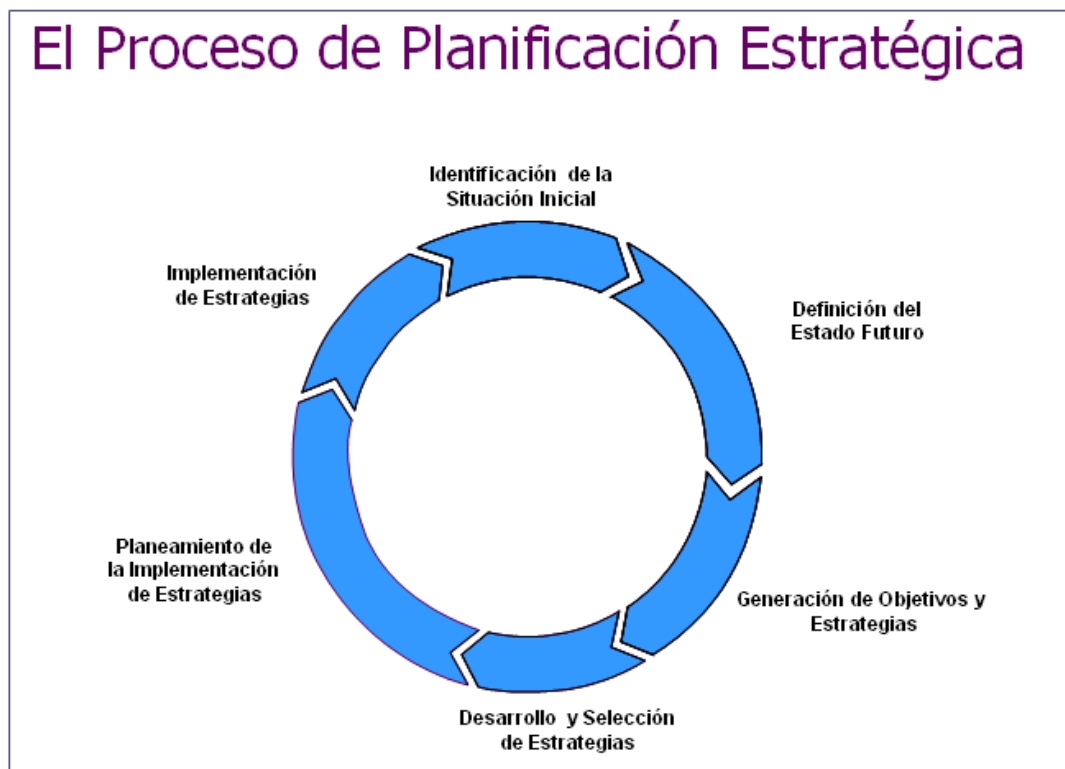 El Proceso de Planificación Estratégica
Identificación de la
Situación Inicial
Definición del
Estado Futuro
Generación de Objetivos y
Estrategias
Desarrollo y Selección
de Estrategias
Planeamiento de
la Implementación
de Estrategias
Implementación
de Estrategias